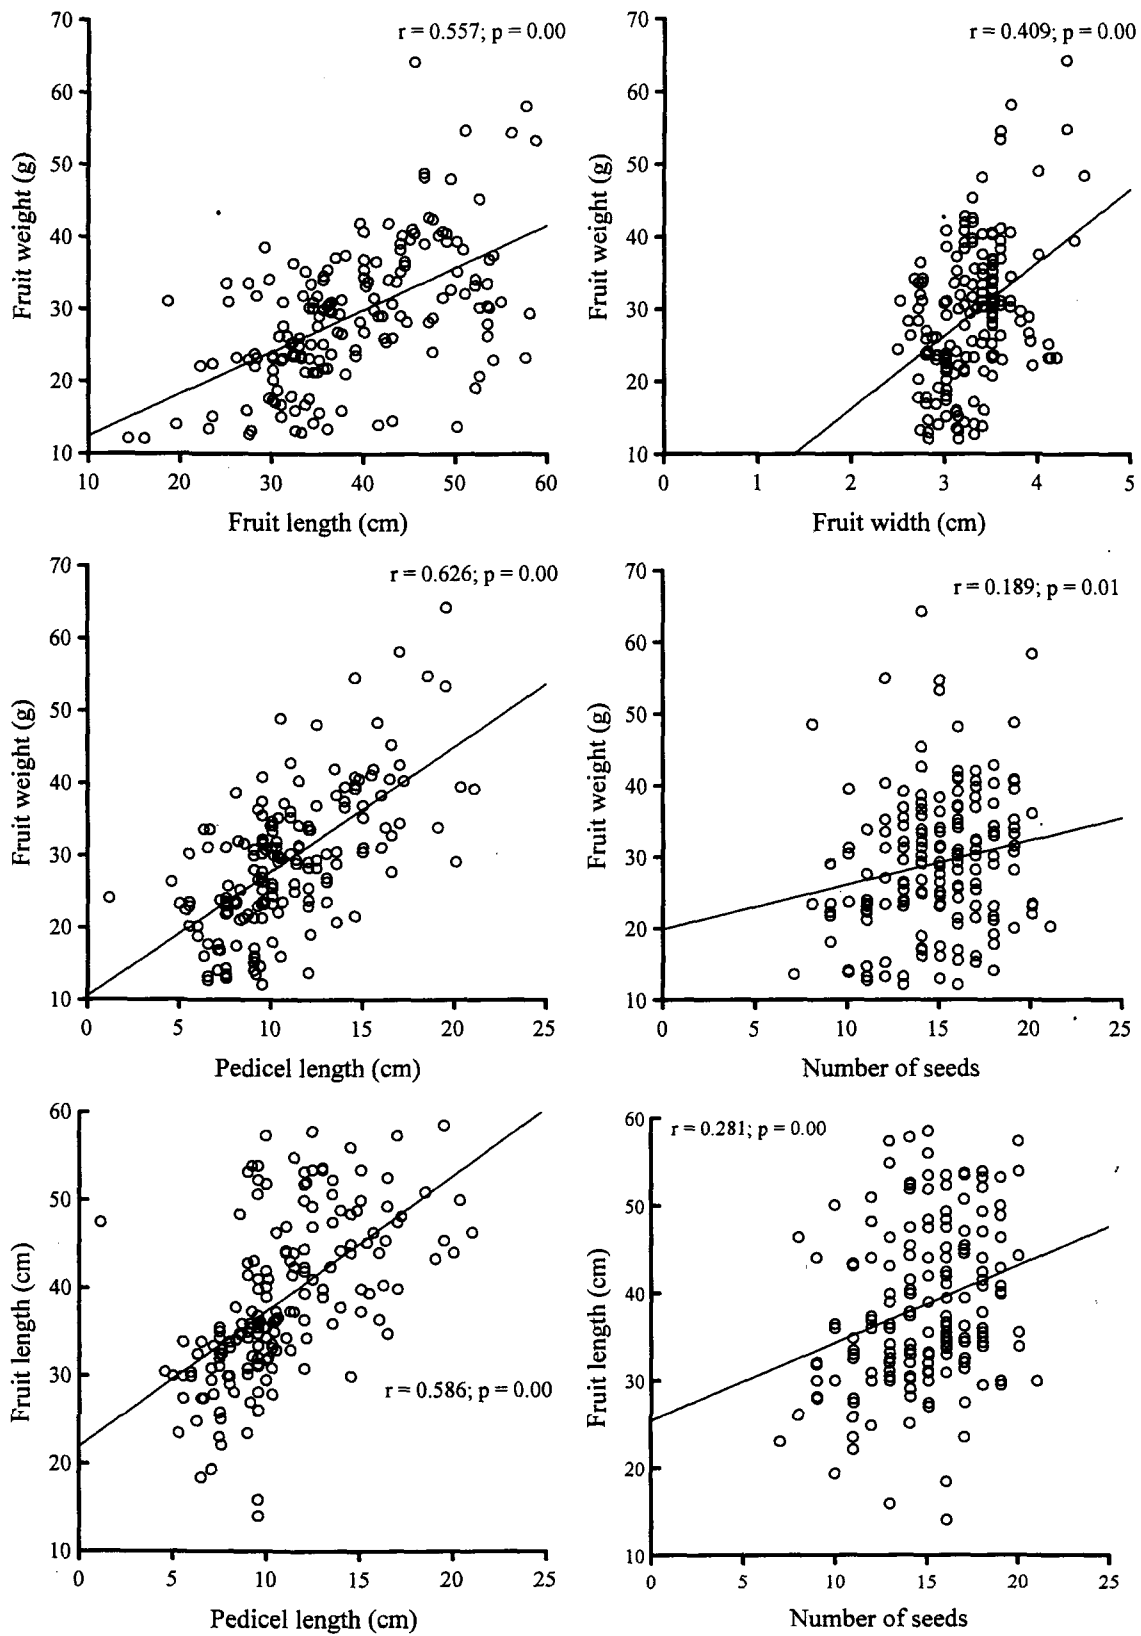 r = 0.557; p = 0.00
70
60
50
40
30
20
10
Fruit weight (g)
10 20 30 40 50 60
Fruit length (cm)
r = 0.409; p = 0.00
70
60
50
40
30
20
10
Fruit weight (g)
0 1 2 3 4 5
Fruit width (cm)
r = 0.626; p = 0.00
70
60
50
40
30
20
10
Fruit weight (g)
0 5 10 15 20 25
Pedicel length (cm)
r = 0.189; p = 0.01
70
60
50
40
30
20
10
Fruit weight (g)
0 5 10 15 20 25
Number of seeds
60
50
40
30
20
10
Fruit length (cm)
r = 0.586; p = 0.00
0 5 10 15 20 25
Pedicel length (cm)
r = 0.281; p = 0.00
60
50
40
30
20
10
Fruit length (cm)
0 5 10 15 20 25
Number of seeds